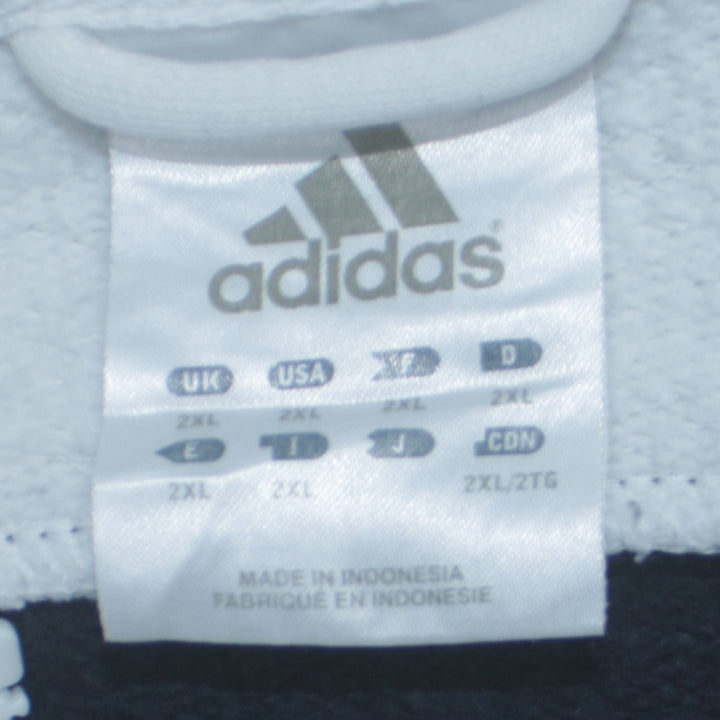 adidas®
UK USA F D
2XL 2XL 2XL 2XL
E I J CDN
2XL 2XL 2XL/2TG
MADE IN INDONESIA
FABRIQUÉ EN INDONESIE